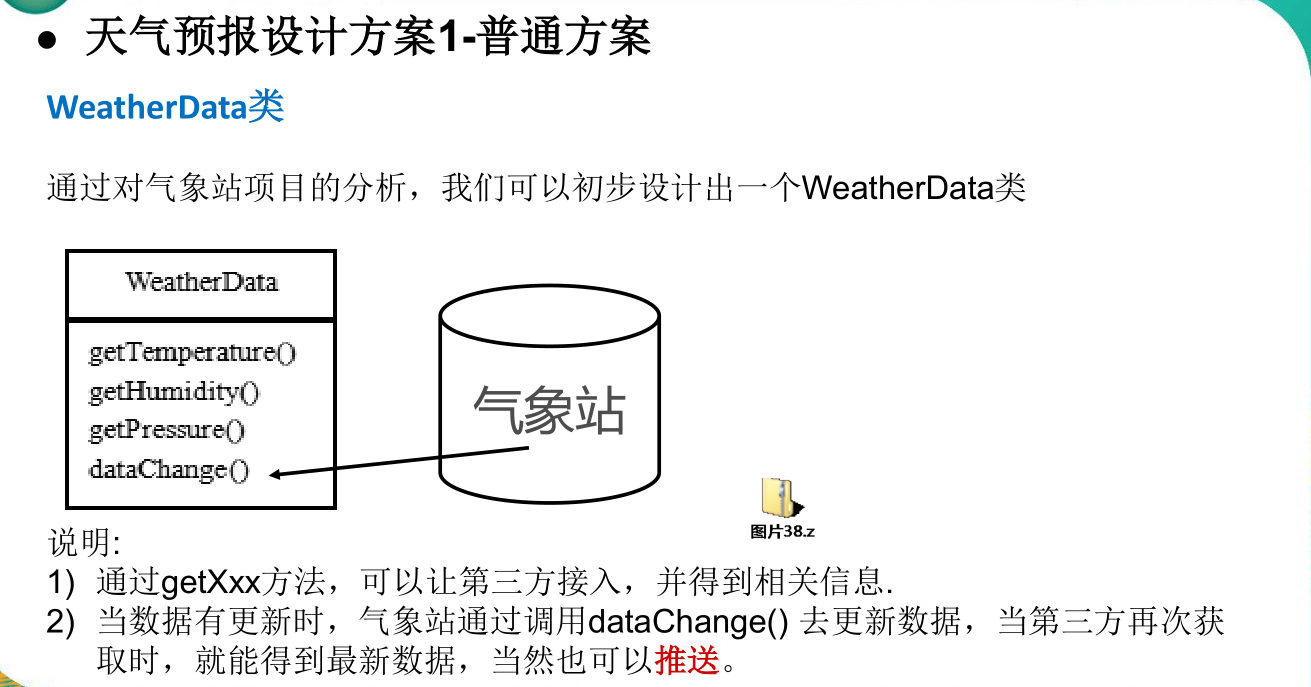 ● 天气预报设计方案1-普通方案
WeatherData类
通过对气象站项目的分析，我们可以初步设计出一个WeatherData类
WeatherData
getTemperature()
getHumidity()
getPressure()
dataChange()
气象站
图片38.z
说明:
1) 通过getXxx方法，可以让第三方接入，并得到相关信息.
2) 当数据有更新时，气象站通过调用dataChange() 去更新数据，当第三方再次获
取时，就能得到最新数据，当然也可以推送。